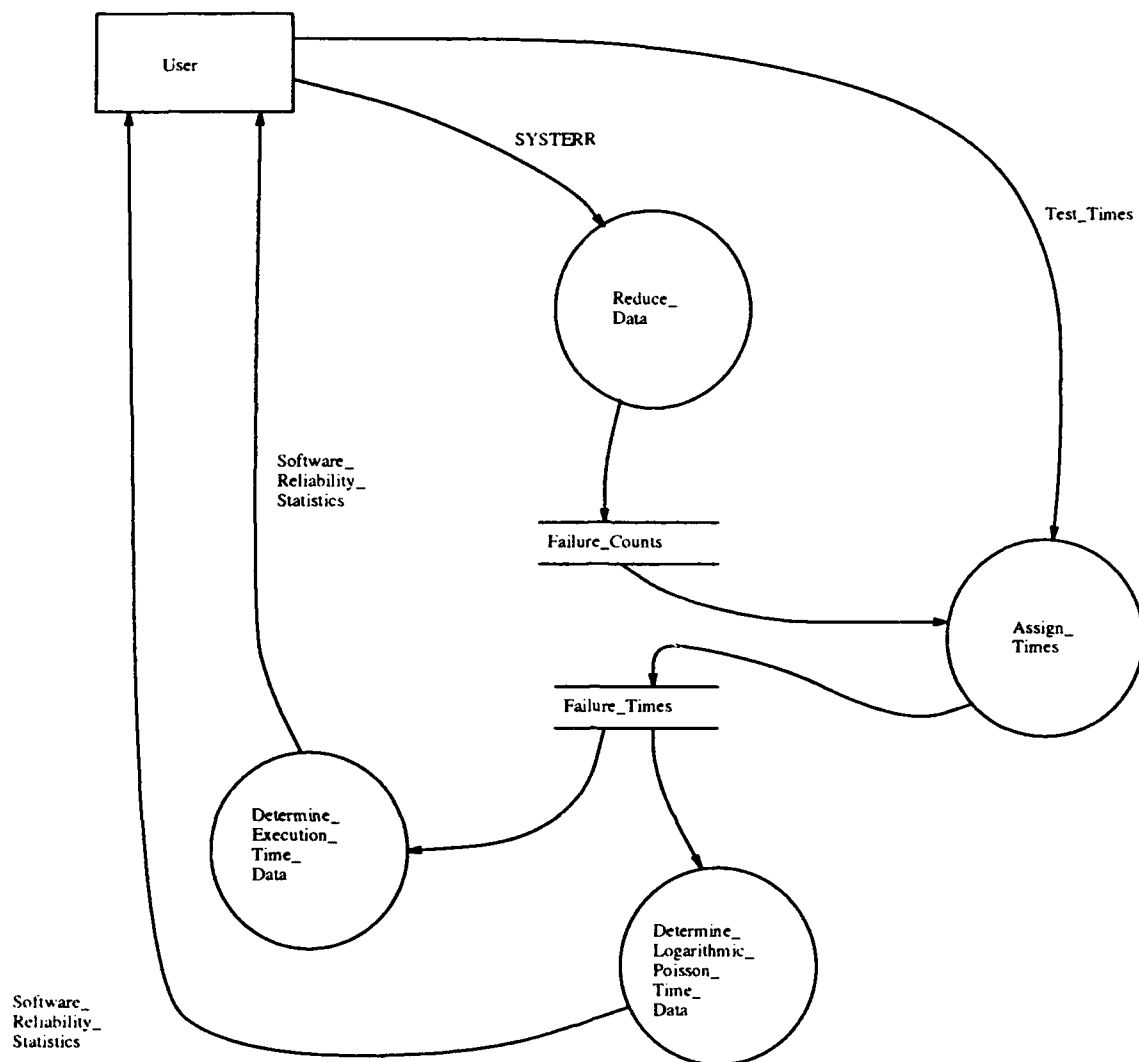 User
SYSTERR
Test_Times
Reduce_
Data
Software_
Reliability_
Statistics
Failure_Counts
Assign_
Times
Failure_Times
Determine_
Execution_
Time_
Data
Determine_
Logarithmic_
Poisson_
Time_
Data
Software_
Reliability_
Statistics